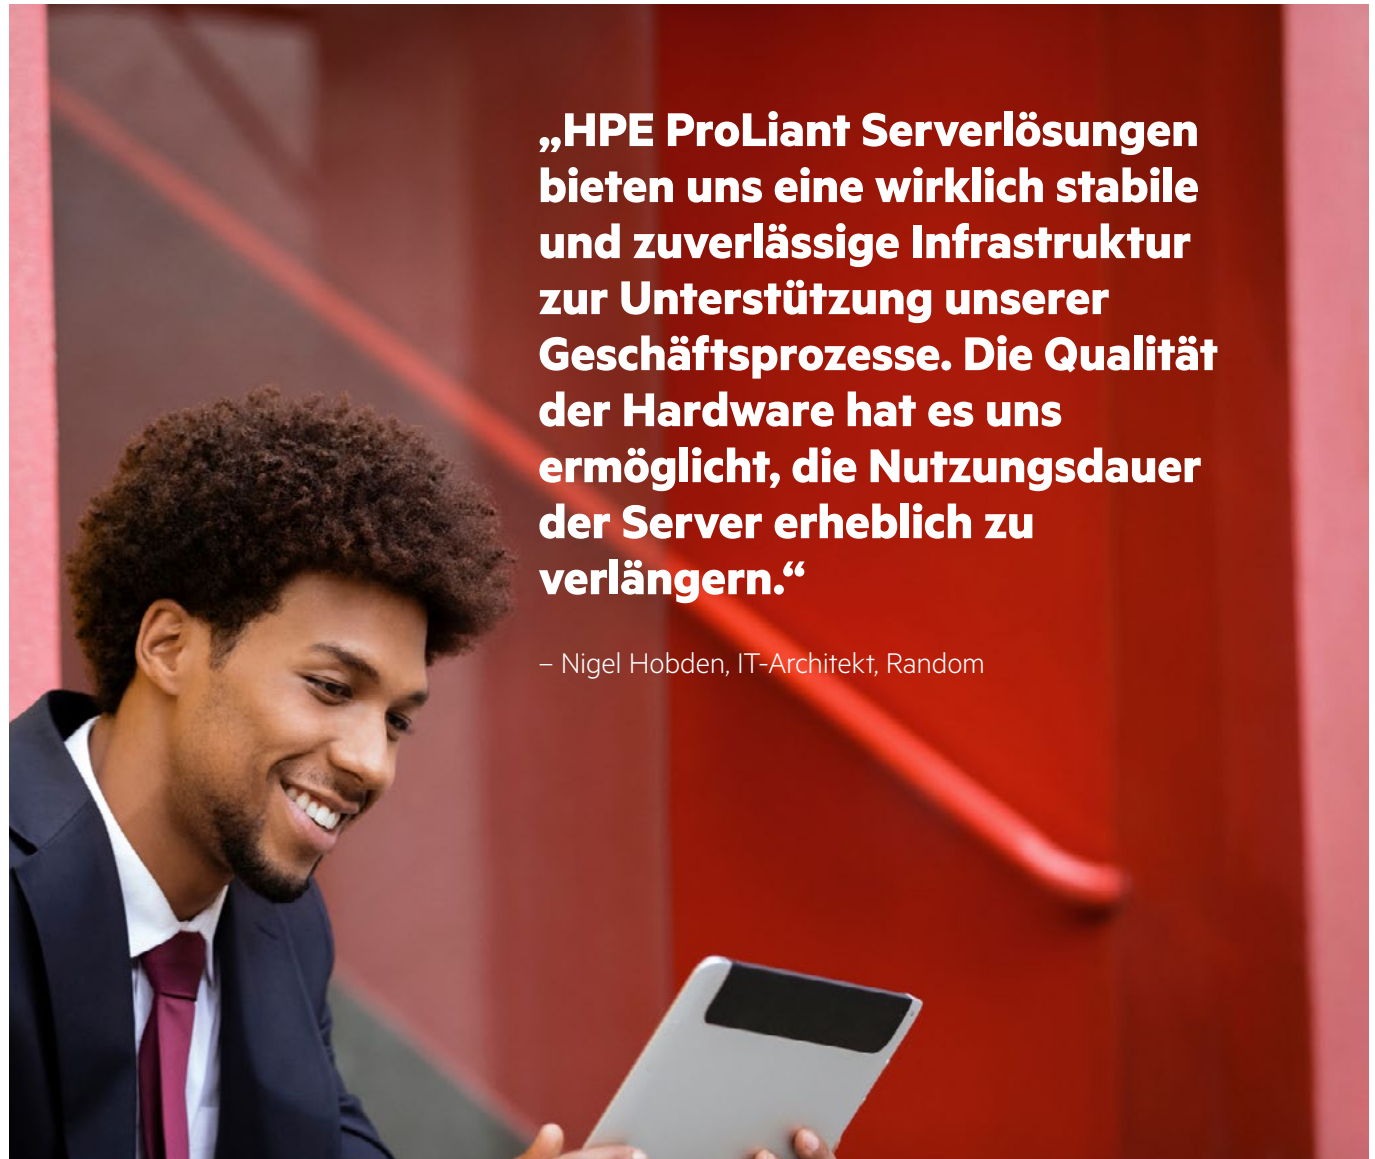 „HPE ProLiant Serverlösungen
bieten uns eine wirklich stabile
und zuverlässige Infrastruktur
zur Unterstützung unserer
Geschäftsprozesse. Die Qualität
der Hardware hat es uns
ermöglicht, die Nutzungsdauer
der Server erheblich zu
verlängern.“
– Nigel Hobden, IT-Architekt, Random